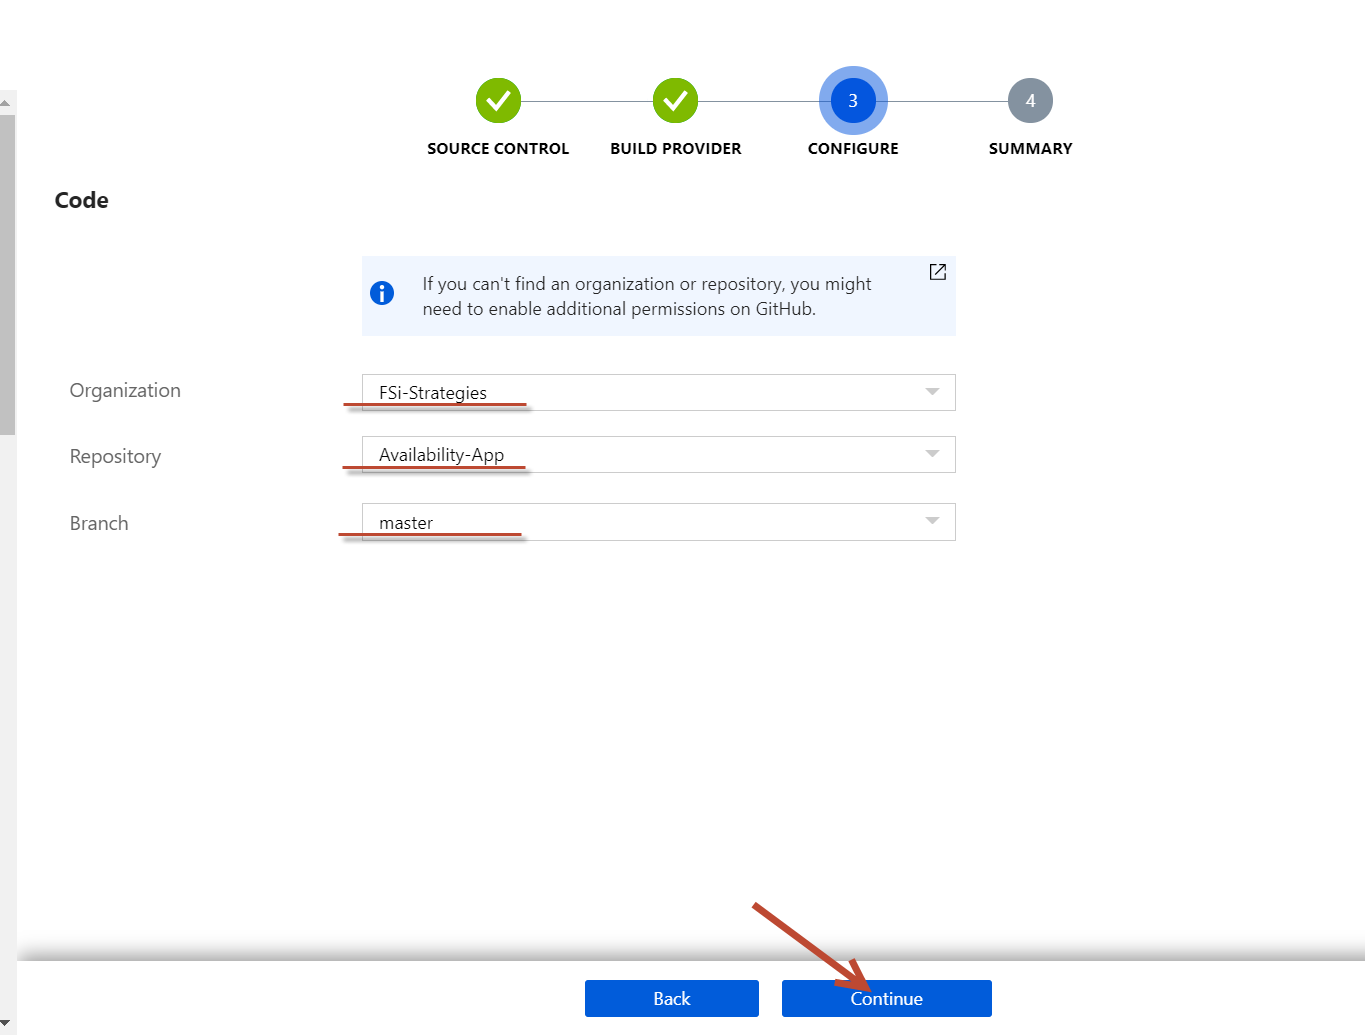 3
4
SOURCE CONTROL
BUILD PROVIDER
CONFIGURE
SUMMARY
Code
If you can't find an organization or repository, you might
need to enable additional permissions on GitHub.
Organization
FSi-Strategies
Repository
Availability-App
Branch
master
Back
Continue